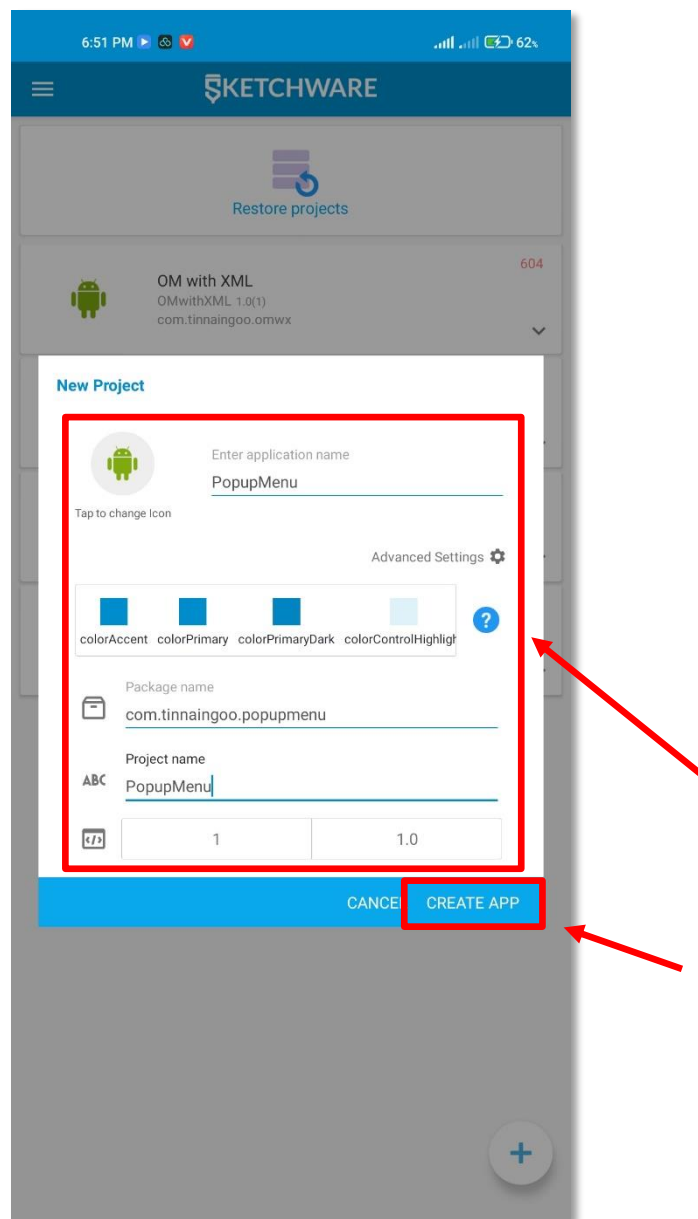 6:51 PM 62%
SKETCHWARE
Restore projects
604
OM with XML
OMwithXML 1.0(1)
com.tinnaingoo.omwx
New Project
Enter application name
PopupMenu
Tap to change Icon
Advanced Settings
?
colorAccent colorPrimary colorPrimaryDark colorControlHighligh
Package name
com.tinnaingoo.popupmenu
Project name
ABC PopupMenu
</> 1 1.0
CANCEL CREATE APP
+